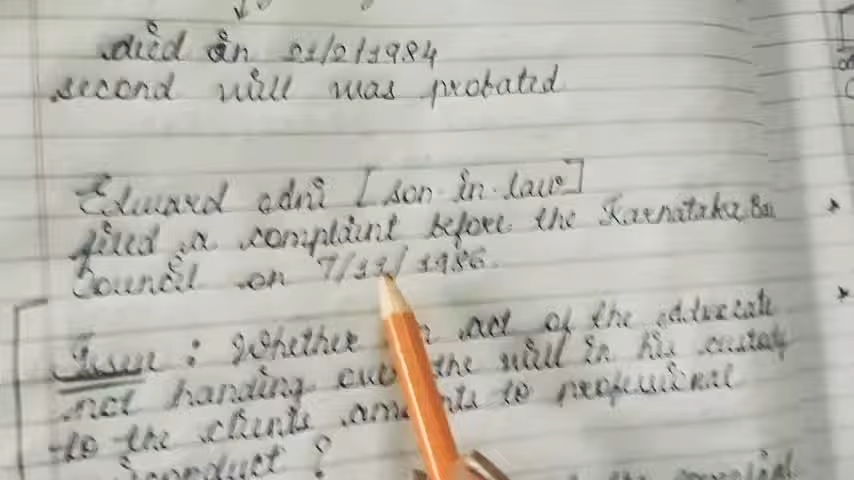 died in 21/2/1984
second will was probated
Edward adni [son-in-law]
filed a complaint before the Karnataka Bar
Council on 7/11/1986.
Issue : Whether act of the advocate
not handing over the will in his custody
to the clients amounts to professional
?
the